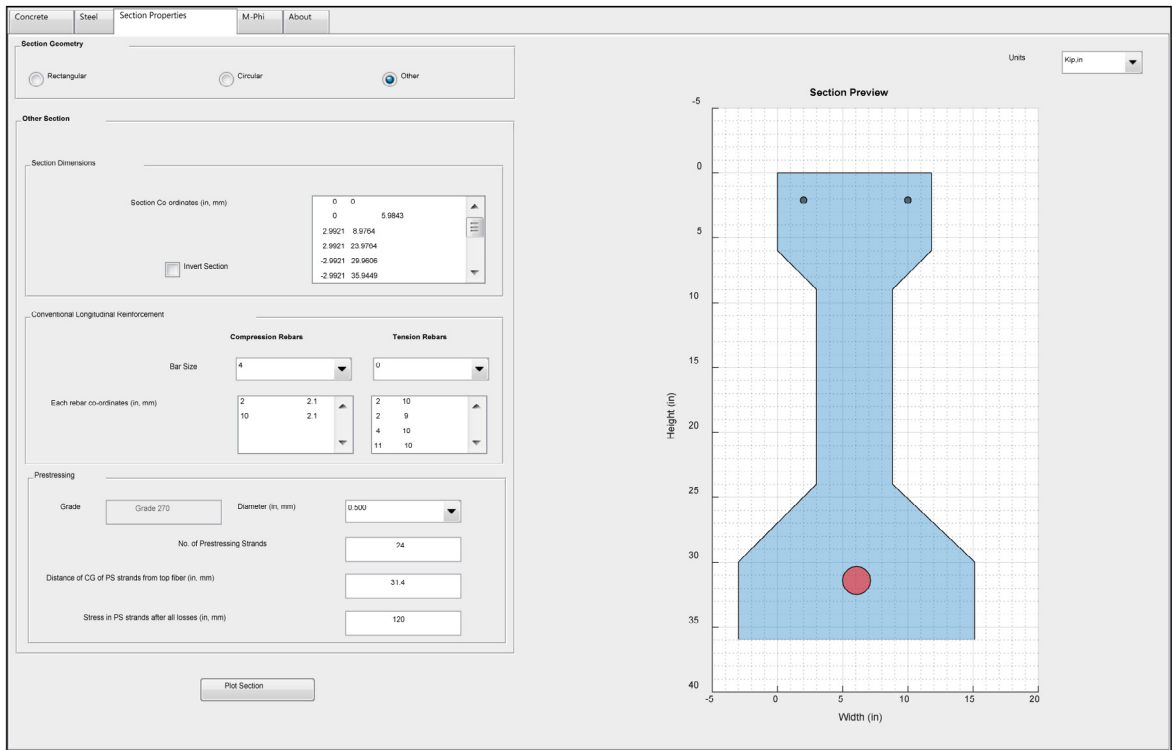 Concrete Steel Section Properties M-Phi About
Section Geometry
Rectangular Circular Other
Units Kip,in
Other Section
Section Dimensions
Section Co ordinates (in, mm)
0 0
0 5.9843
2.9921 8.9764
2.9921 23.9764
-2.9921 29.9606
-2.9921 35.9449
Invert Section
Conventional Longitudinal Reinforcement
Compression Rebars Tension Rebars
Bar Size 4 0
Each rebar co-ordinates (in, mm)
2 2.1
10 2.1
2 10
2 9
4 10
11 10
Prestressing
Grade Grade 270 Diameter (in, mm) 0.500
No. of Prestressing Strands 24
Distance of CG of PS strands from top fiber (in. mm) 31.4
Stress in PS strands after all losses (in, mm) 120
Plot Section
Section Preview
-5
0
5
10
15
20
25
30
35
40
Height (in)
-5 0 5 10 15 20
Width (in)